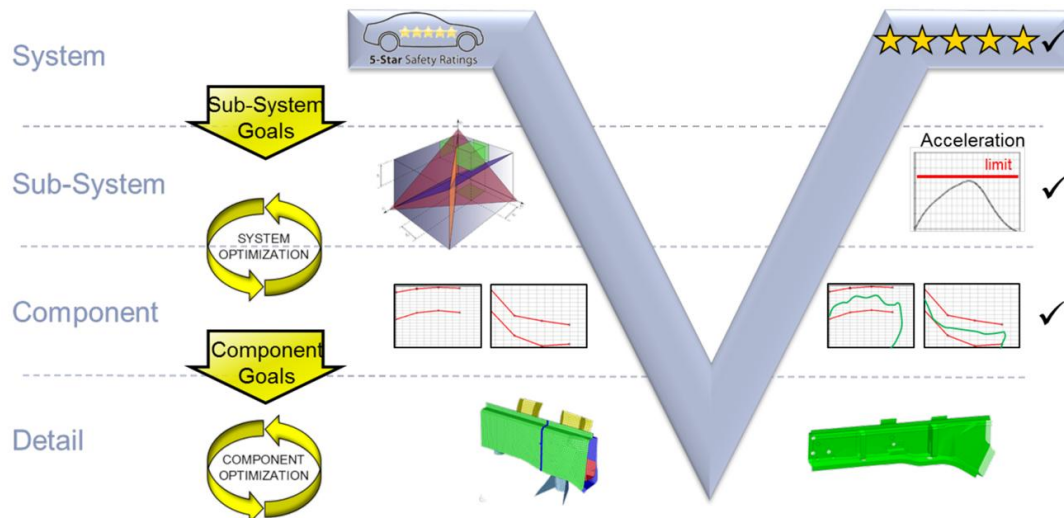 System
5-Star Safety Ratings
Sub-System
Goals
Sub-System
Acceleration
limit
SYSTEM
OPTIMIZATION
Component
Component
Goals
Detail
COMPONENT
OPTIMIZATION